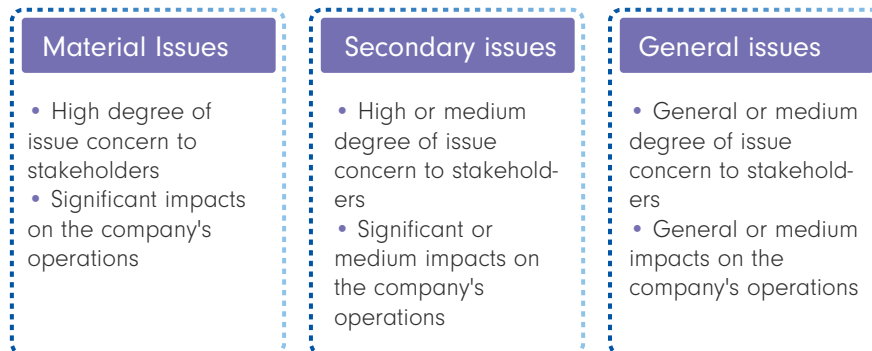 Material Issues
• High degree of
issue concern to
stakeholders
• Significant impacts
on the company's
operations
Secondary issues
• High or medium
degree of issue
concern to stakehold-
ers
• Significant or
medium impacts on
the company's
operations
General issues
• General or medium
degree of issue
concern to stakehold-
ers
• General or medium
impacts on the
company's operations